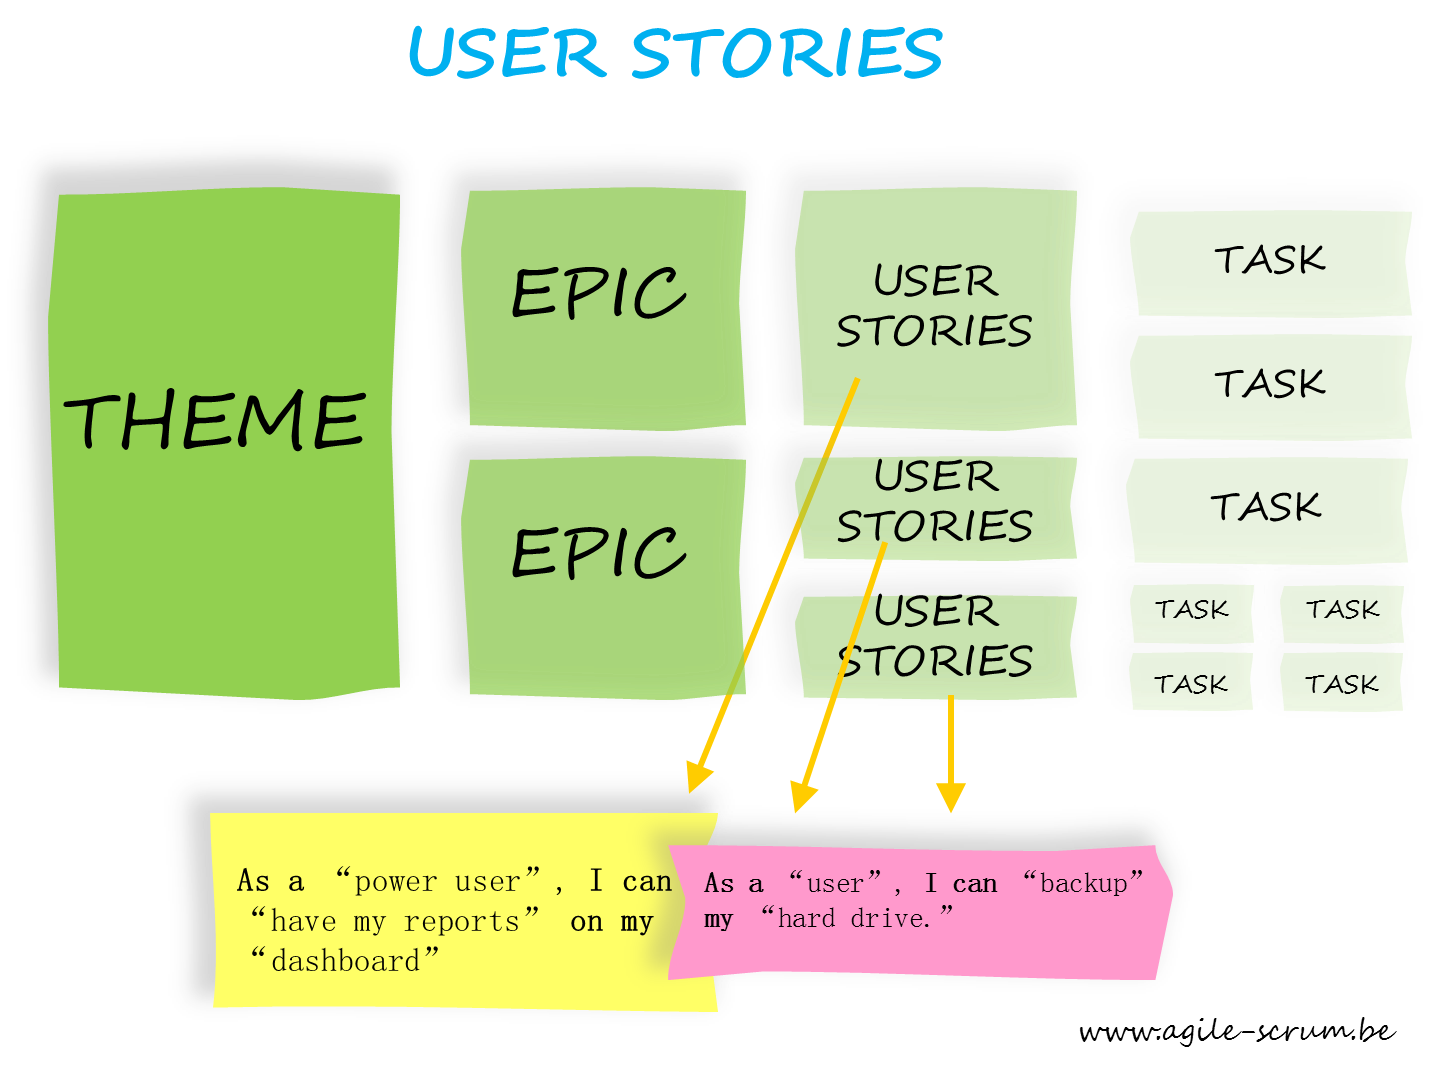 USER STORIES
THEME
EPIC
EPIC
USER
STORIES
USER
STORIES
USER
STORIES
TASK
TASK
TASK
TASK
TASK
TASK
TASK
As a “power user”, I can
“have my reports” on my
“dashboard”
As a “user”, I can “backup”
my “hard drive.”
www.agile-scrum.be